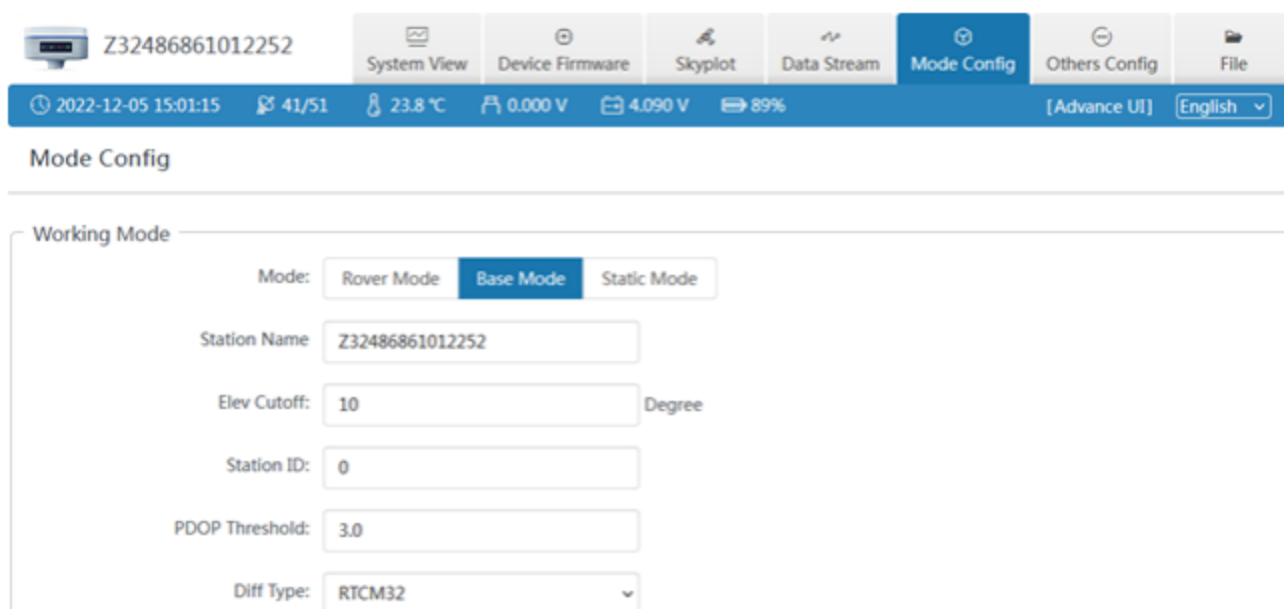 Z32486861012252
System View Device Firmware Skyplot Data Stream Mode Config Others Config File
2022-12-05 15:01:15 41/51 23.8 ℃ 0.000 V 4.090 V 89% [Advance UI] English
Mode Config
Working Mode
Mode: Rover Mode Base Mode Static Mode
Station Name Z32486861012252
Elev Cutoff: 10 Degree
Station ID: 0
PDOP Threshold: 3.0
Diff Type: RTCM32